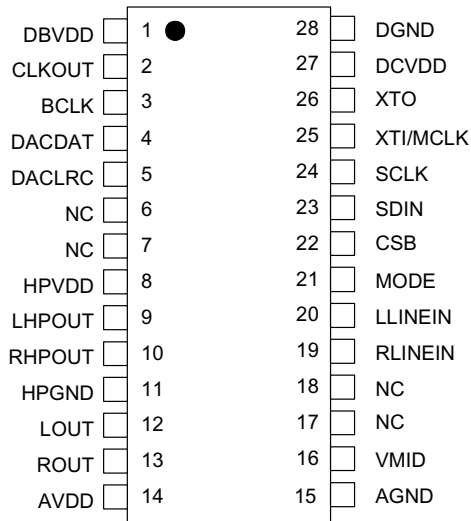 DBVDD 1 28 DGND
CLKOUT 2 27 DCVDD
BCLK 3 26 XTO
DACDAT 4 25 XTI/MCLK
DACLRC 5 24 SCLK
NC 6 23 SDIN
NC 7 22 CSB
HPVDD 8 21 MODE
LHPOUT 9 20 LLINEIN
RHPOUT 10 19 RLINEIN
HPGND 11 18 NC
LOUT 12 17 NC
ROUT 13 16 VMID
AVDD 14 15 AGND